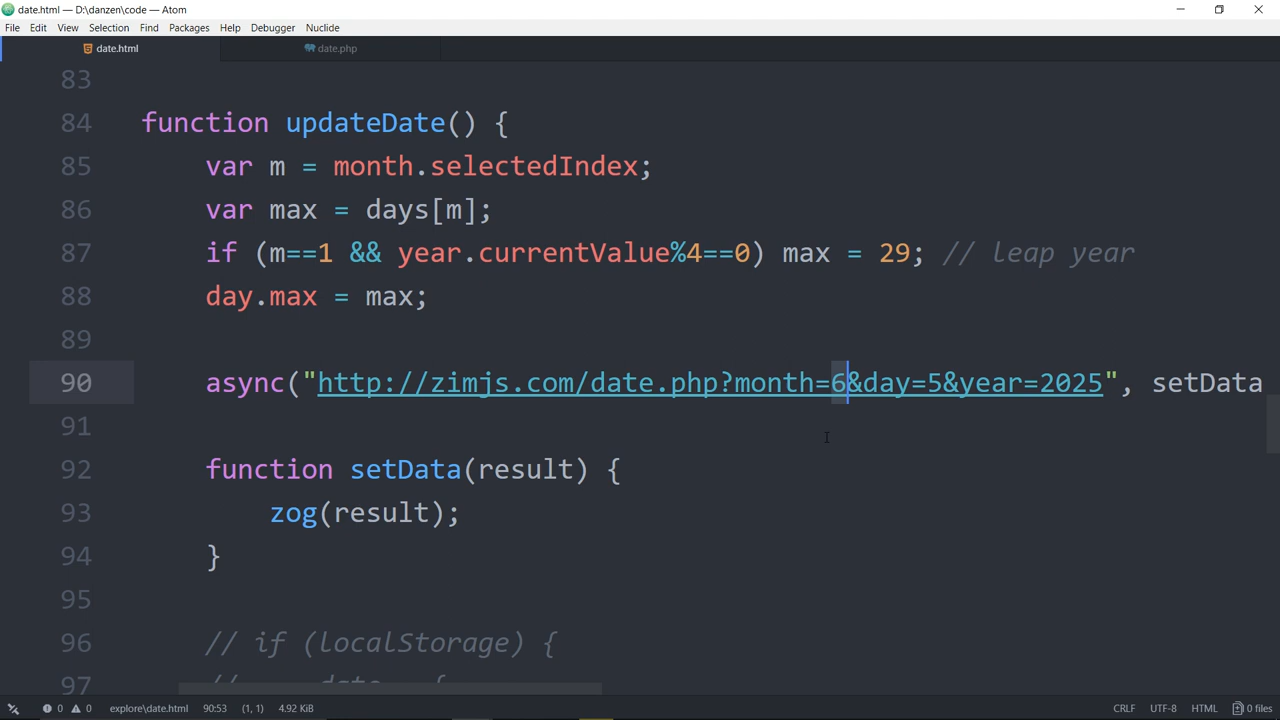 date.html — D:\danzen\code — Atom
File Edit View Selection Find Packages Help Debugger Nuclide
date.html date.php
83
84 function updateDate() {
85 var m = month.selectedIndex;
86 var max = days[m];
87 if (m==1 && year.currentValue%4==0) max = 29; // leap year
88 day.max = max;
89
90 async("http://zimjs.com/date.php?month=6&day=5&year=2025", setData
91
92 function setData(result) {
93 zog(result);
94 }
95
96 // if (localStorage) {
97 //
0 0 explore\date.html 90:53 (1, 1) 4.92 KiB CRLF UTF-8 HTML 0 files